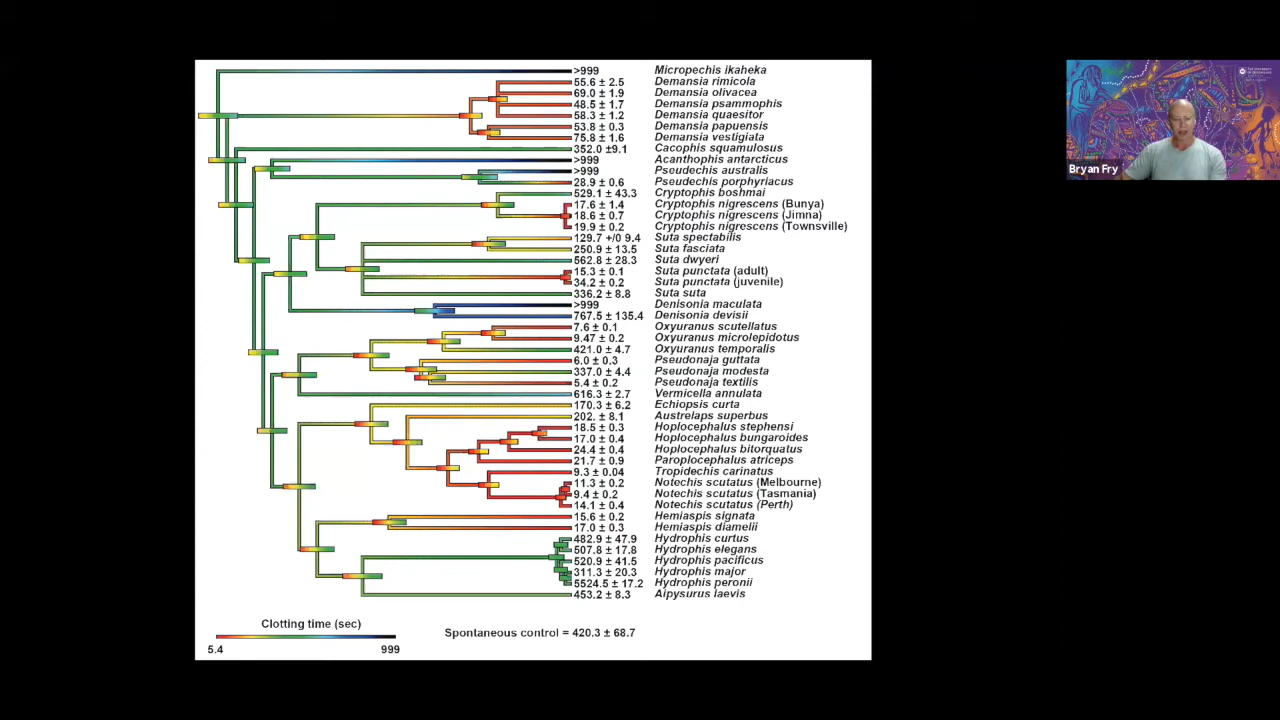 >999 Micropechis ikaheka
55.6 ± 2.5 Demansia rimicola
69.0 ± 1.9 Demansia olivacea
48.5 ± 1.7 Demansia psammophis
58.3 ± 1.2 Demansia quaesitor
53.8 ± 0.3 Demansia papuensis
75.8 ± 1.6 Demansia vestigiata
352.0 ±9.1 Cacophis squamulosus
>999 Acanthophis antarcticus
>999 Pseudechis australis
28.9 ± 0.6 Pseudechis porphyriacus
529.1 ± 43.3 Cryptophis boshmai
17.6 ± 1.4 Cryptophis nigrescens (Bunya)
18.6 ± 0.7 Cryptophis nigrescens (Jimna)
19.9 ± 0.2 Cryptophis nigrescens (Townsville)
129.7 +/0 9.4 Suta spectabilis
250.9 ± 13.5 Suta fasciata
562.8 ± 28.3 Suta dwyeri
15.3 ± 0.1 Suta punctata (adult)
34.2 ± 0.2 Suta punctata (juvenile)
336.2 ± 8.8 Suta suta
>999 Denisonia maculata
767.5 ± 135.4 Denisonia devisii
7.6 ± 0.1 Oxyuranus scutellatus
9.47 ± 0.2 Oxyuranus microlepidotus
421.0 ± 4.7 Oxyuranus temporalis
6.0 ± 0.3 Pseudonaja guttata
337.0 ± 4.4 Pseudonaja modesta
5.4 ± 0.2 Pseudonaja textilis
616.3 ± 2.7 Vermicella annulata
170.3 ± 6.2 Echiopsis curta
202. ± 8.1 Austrelaps superbus
18.5 ± 0.3 Hoplocephalus stephensi
17.0 ± 0.4 Hoplocephalus bungaroides
24.4 ± 0.4 Hoplocephalus bitorquatus
21.7 ± 0.9 Paroplocephalus atriceps
9.3 ± 0.04 Tropidechis carinatus
11.3 ± 0.2 Notechis scutatus (Melbourne)
9.4 ± 0.2 Notechis scutatus (Tasmania)
14.1 ± 0.4 Notechis scutatus (Perth)
15.6 ± 0.2 Hemiaspis signata
17.0 ± 0.3 Hemiaspis diamelii
482.9 ± 47.9 Hydrophis curtus
507.8 ± 17.8 Hydrophis elegans
520.9 ± 41.5 Hydrophis pacificus
311.3 ± 20.3 Hydrophis major
5524.5 ± 17.2 Hydrophis peronii
453.2 ± 8.3 Aipysurus laevis
Clotting time (sec)
5.4 999
Spontaneous control = 420.3 ± 68.7
Bryan Fry